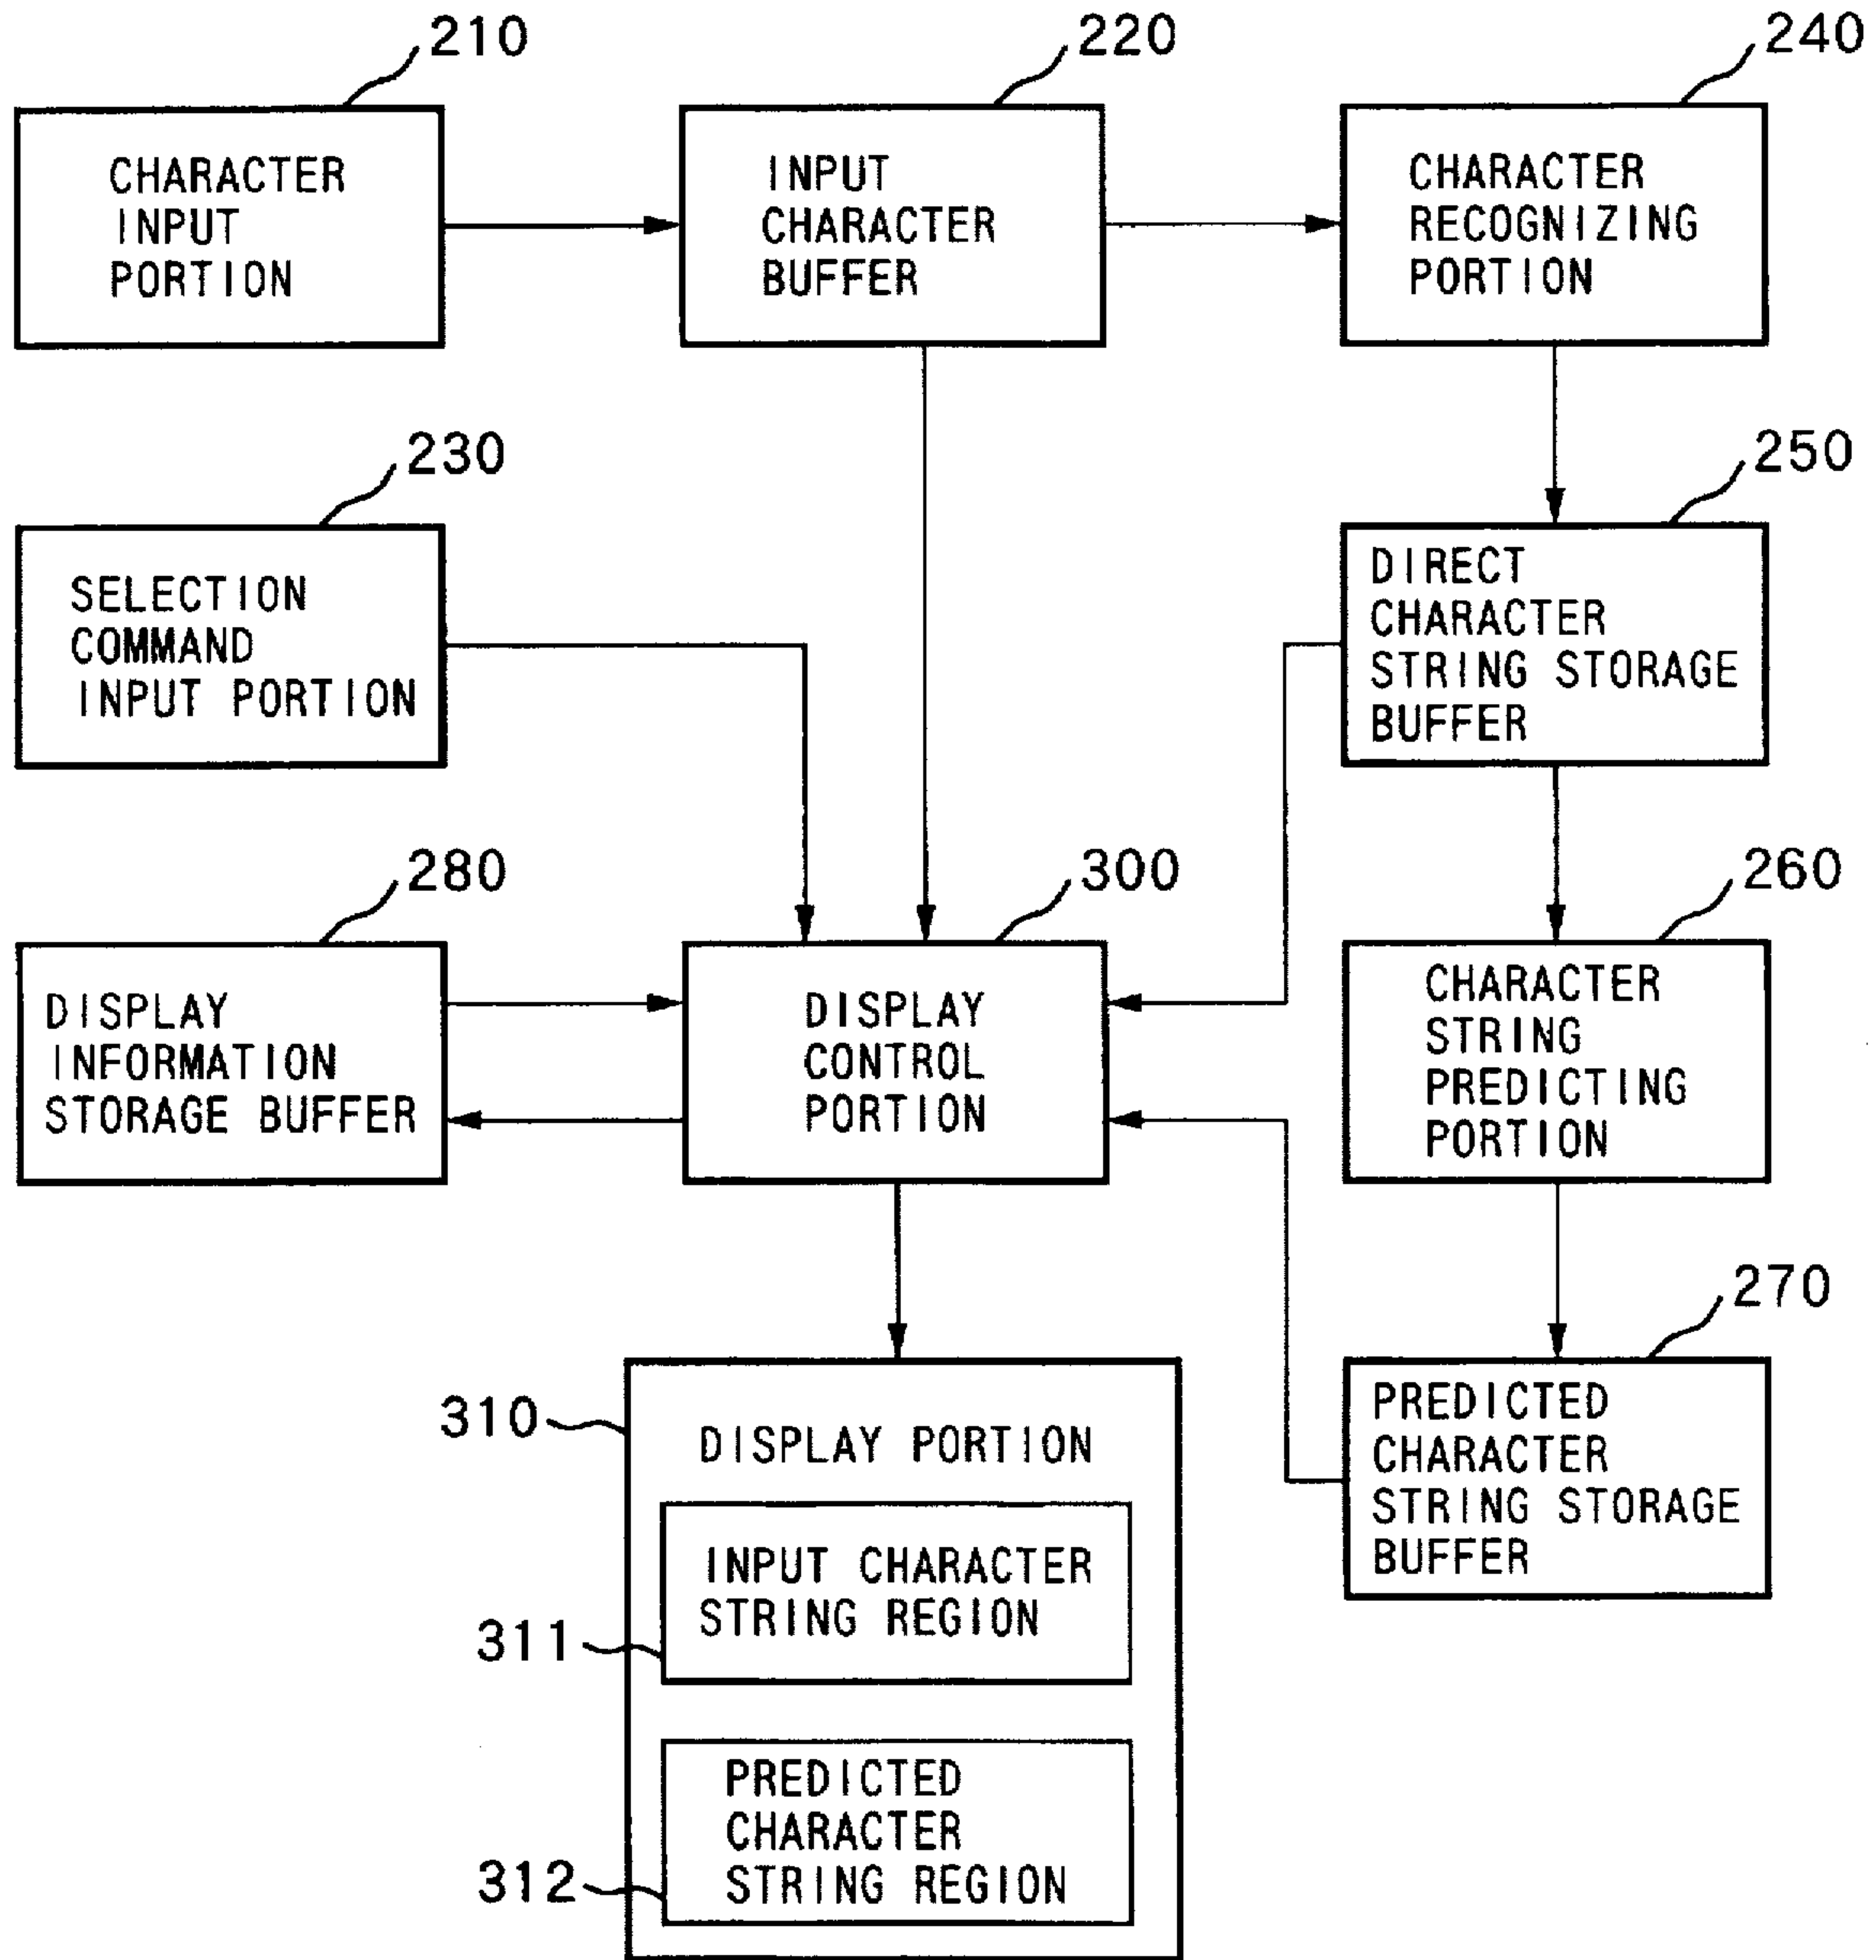 210
220
240
CHARACTER
INPUT
PORTION
INPUT
CHARACTER
BUFFER
CHARACTER
RECOGNIZING
PORTION
230
250
SELECTION
COMMAND
INPUT PORTION
DIRECT
CHARACTER
STRING STORAGE
BUFFER
280
300
260
DISPLAY
INFORMATION
STORAGE BUFFER
DISPLAY
CONTROL
PORTION
CHARACTER
STRING
PREDICTING
PORTION
270
310
DISPLAY PORTION
PREDICTED
CHARACTER
STRING STORAGE
BUFFER
INPUT CHARACTER
STRING REGION
311
PREDICTED
CHARACTER
STRING REGION
312